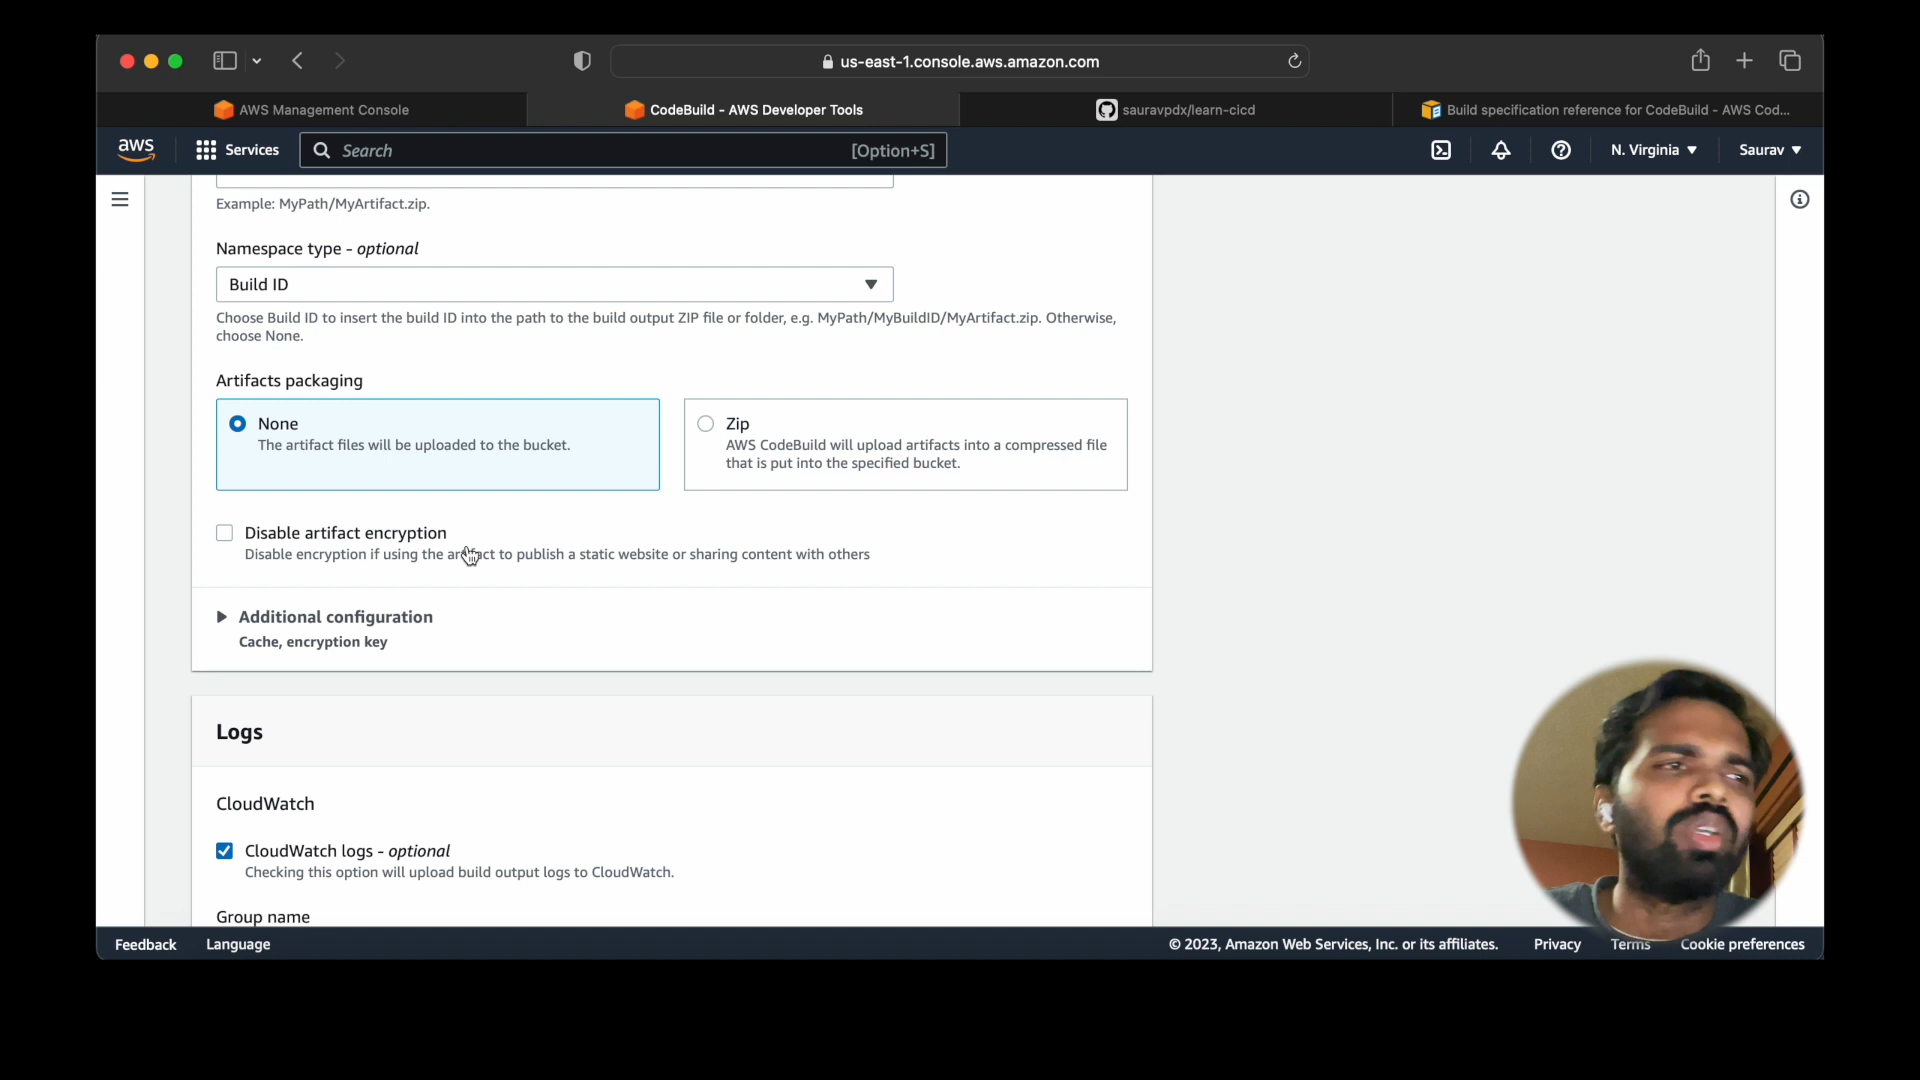 us-east-1.console.aws.amazon.com
AWS Management Console
CodeBuild - AWS Developer Tools
sauravpdx/learn-cicd
Build specification reference for CodeBuild - AWS Cod...
aws
Services
Search
[Option+S]
N. Virginia
Saurav
Example: MyPath/MyArtifact.zip.
Namespace type - optional
Build ID
Choose Build ID to insert the build ID into the path to the build output ZIP file or folder, e.g. MyPath/MyBuildID/MyArtifact.zip. Otherwise,
choose None.
Artifacts packaging
None
The artifact files will be uploaded to the bucket.
Zip
AWS CodeBuild will upload artifacts into a compressed file
that is put into the specified bucket.
Disable artifact encryption
Disable encryption if using the artifact to publish a static website or sharing content with others
Additional configuration
Cache, encryption key
Logs
CloudWatch
CloudWatch logs - optional
Checking this option will upload build output logs to CloudWatch.
Group name
Feedback
Language
© 2023, Amazon Web Services, Inc. or its affiliates.
Privacy
Terms
Cookie preferences